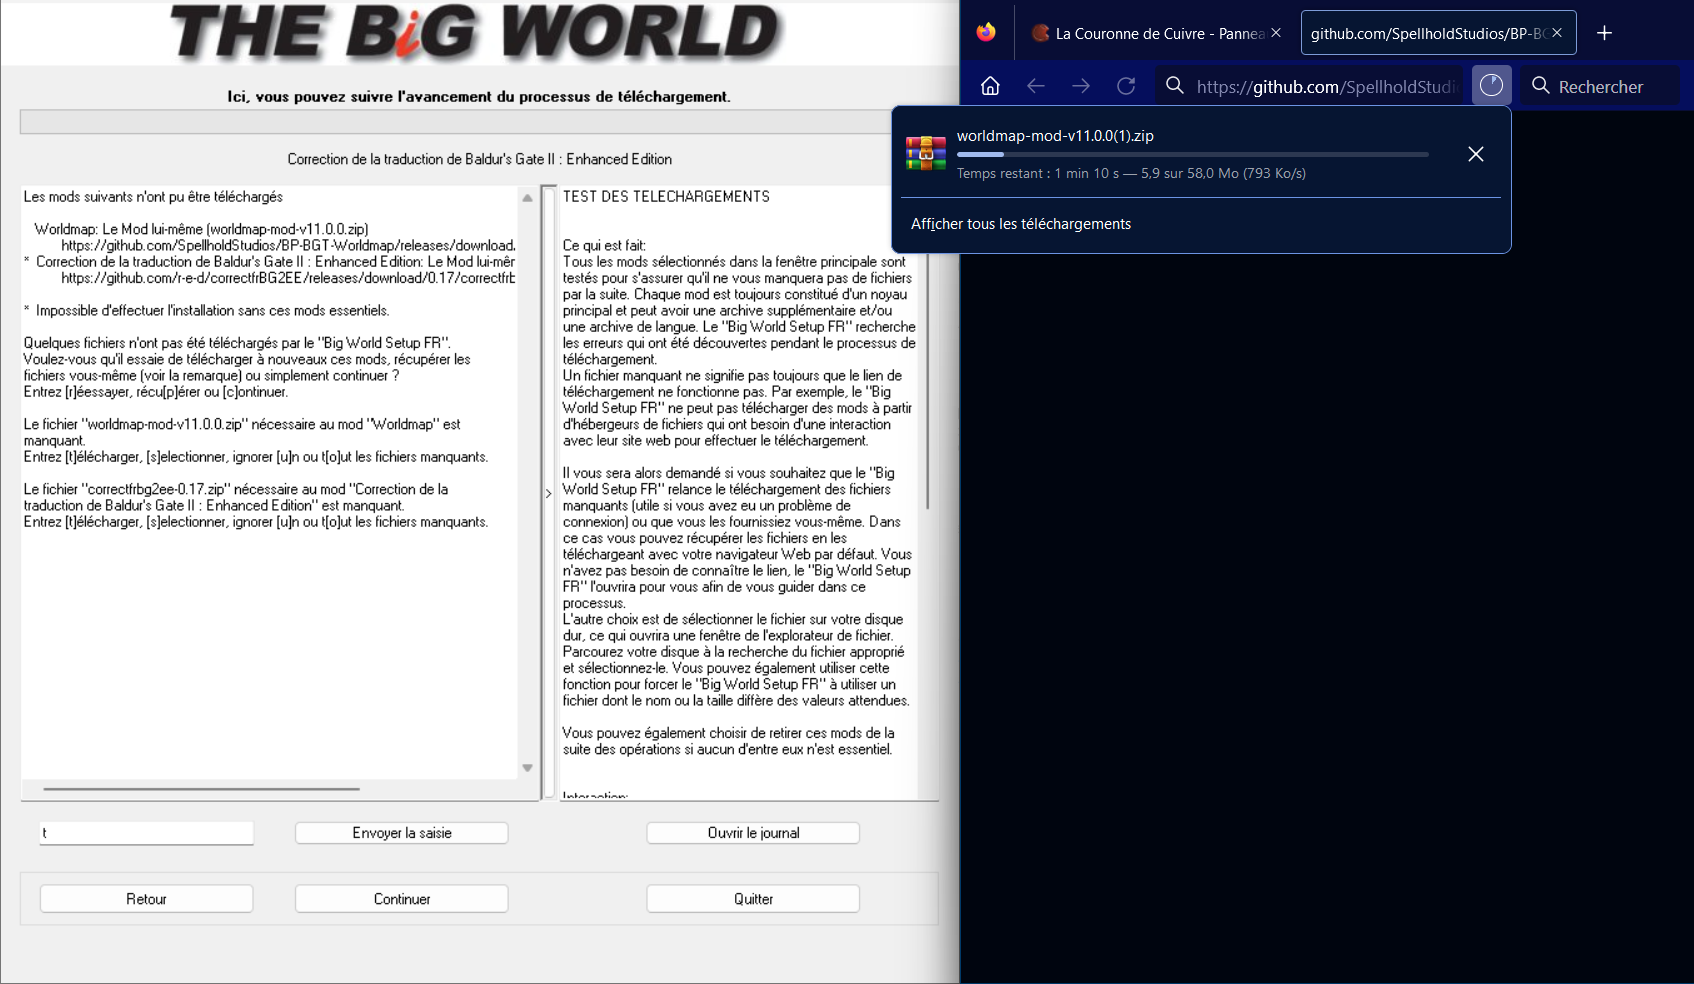 THE BiG WORLD
Ici, vous pouvez suivre l'avancement du processus de téléchargement.
Correction de la traduction de Baldur's Gate II : Enhanced Edition
Les mods suivants n'ont pu être téléchargés
Worldmap: Le Mod lui-même (worldmap-mod-v11.0.0.zip)
https://github.com/SpellholdStudios/BP-BGT-Worldmap/releases/download.
* Correction de la traduction de Baldur's Gate II : Enhanced Edition: Le Mod lui-mêr
https://github.com/r-e-d/correctfrBG2EE/releases/download/0.17/correctfrb
* Impossible d'effectuer l'installation sans ces mods essentiels.
Quelques fichiers n'ont pas été téléchargés par le "Big World Setup FR".
Voulez-vous qu'il essaie de télécharger à nouveaux ces mods, récupérer les
fichiers vous-même (voir la remarque) ou simplement continuer ?
Entrez [r]éessayer, récu[p]érer ou [c]ontinuer.
Le fichier "worldmap-mod-v11.0.0.zip" nécessaire au mod "Worldmap" est
manquant.
Entrez [t]élécharger, [s]electionner, ignorer [u]n ou t[o]ut les fichiers manquants.
Le fichier "correctfrbg2ee-0.17.zip" nécessaire au mod "Correction de la
traduction de Baldur's Gate II : Enhanced Edition" est manquant.
Entrez [t]élécharger, [s]electionner, ignorer [u]n ou t[o]ut les fichiers manquants.
TEST DES TELECHARGEMENTS
Ce qui est fait:
Tous les mods sélectionnés dans la fenêtre principale sont
testés pour s'assurer qu'il ne vous manquera pas de fichiers
par la suite. Chaque mod est toujours constitué d'un noyau
principal et peut avoir une archive supplémentaire et/ou
une archive de langue. Le "Big World Setup FR" recherche
les erreurs qui ont été découvertes pendant le processus de
téléchargement.
Un fichier manquant ne signifie pas toujours que le lien de
téléchargement ne fonctionne pas. Par exemple, le "Big
World Setup FR" ne peut pas télécharger des mods à partir
d'hébergeurs de fichiers qui ont besoin d'une interaction
avec leur site web pour effectuer le téléchargement.
Il vous sera alors demandé si vous souhaitez que le "Big
World Setup FR" relance le téléchargement des fichiers
manquants (utile si vous avez eu un problème de
connexion) ou que vous les fournissiez vous-même. Dans
ce cas vous pouvez récupérer les fichiers en les
téléchargeant avec votre navigateur Web par défaut. Vous
n'avez pas besoin de connaître le lien, le "Big World Setup
FR" l'ouvrira pour vous afin de vous guider dans ce
processus.
L'autre choix est de sélectionner le fichier sur votre disque
dur, ce qui ouvrira une fenêtre de l'explorateur de fichier.
Parcourez votre disque à la recherche du fichier approprié
et sélectionnez-le. Vous pouvez également utiliser cette
fonction pour forcer le "Big World Setup FR" à utiliser un
fichier dont le nom ou la taille diffère des valeurs attendues.
Vous pouvez également choisir de retirer ces mods de la
suite des opérations si aucun d'entre eux n'est essentiel.
Interaction:
t
Envoyer la saisie
Ouvrir le journal
Retour
Continuer
Quitter
La Couronne de Cuivre - Pannea
github.com/SpellholdStudios/BP-BG
https://github.com/SpellholdStudi
Rechercher
worldmap-mod-v11.0.0(1).zip
Temps restant : 1 min 10 s — 5,9 sur 58,0 Mo (793 Ko/s)
Afficher tous les téléchargements